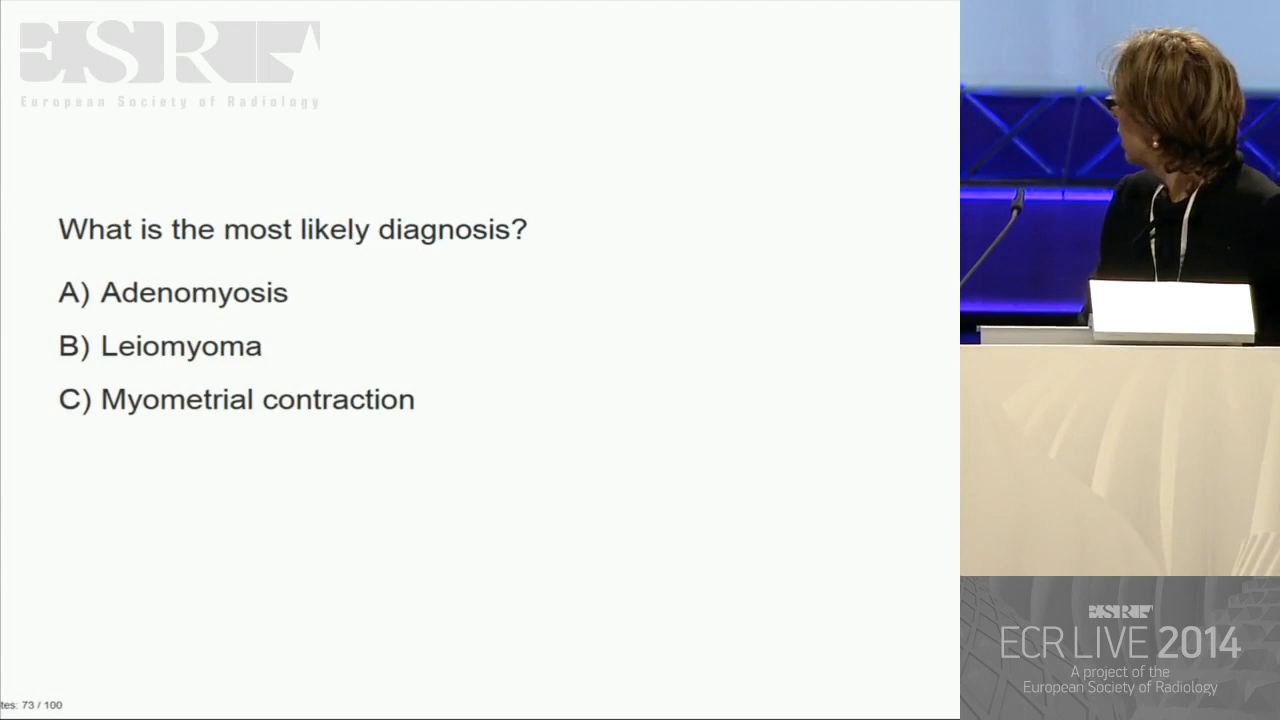 ESR
European Society of Radiology
What is the most likely diagnosis?
A) Adenomyosis
B) Leiomyoma
C) Myometrial contraction
tes: 73 / 100
ESR
ECR LIVE 2014
A project of the
European Society of Radiology